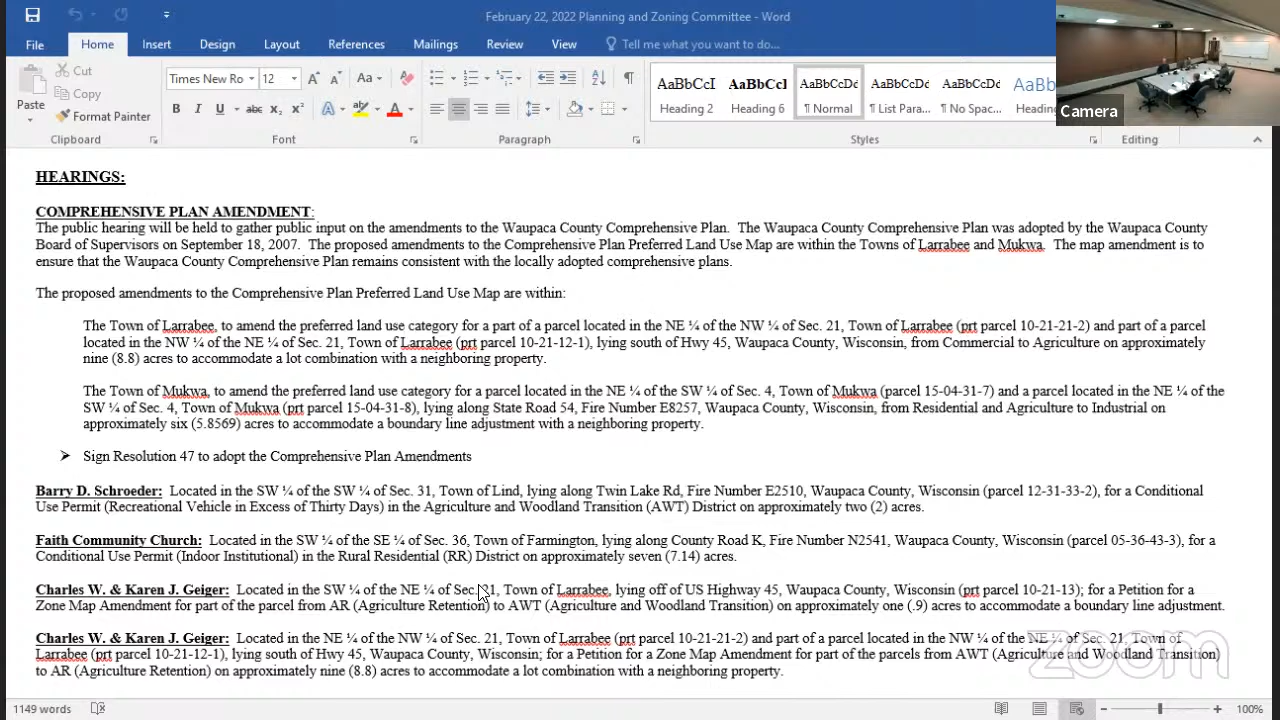 February 22, 2022 Planning and Zoning Committee - Word
File Home Insert Design Layout References Mailings Review View Tell me what you want to do...
Cut
Copy
Format Painter
Paste
Times New Ro 12
AaBbCcI AaBbCcI AaBbCcDc AaBbCcDc AaBbCcDc AaBb
Heading 2 Heading 6 ¶ Normal ¶ List Para... ¶ No Spac... Heading
Clipboard Font Paragraph Styles Editing
Camera
HEARINGS:
COMPREHENSIVE PLAN AMENDMENT:
The public hearing will be held to gather public input on the amendments to the Waupaca County Comprehensive Plan. The Waupaca County Comprehensive Plan was adopted by the Waupaca County
Board of Supervisors on September 18, 2007. The proposed amendments to the Comprehensive Plan Preferred Land Use Map are within the Towns of Larrabee and Mukwa. The map amendment is to
ensure that the Waupaca County Comprehensive Plan remains consistent with the locally adopted comprehensive plans.
The proposed amendments to the Comprehensive Plan Preferred Land Use Map are within:
The Town of Larrabee, to amend the preferred land use category for a part of a parcel located in the NE ¼ of the NW ¼ of Sec. 21, Town of Larrabee (prt parcel 10-21-21-2) and part of a parcel
located in the NW ¼ of the NE ¼ of Sec. 21, Town of Larrabee (prt parcel 10-21-12-1), lying south of Hwy 45, Waupaca County, Wisconsin, from Commercial to Agriculture on approximately
nine (8.8) acres to accommodate a lot combination with a neighboring property.
The Town of Mukwa, to amend the preferred land use category for a parcel located in the NE ¼ of the SW ¼ of Sec. 4, Town of Mukwa (parcel 15-04-31-7) and a parcel located in the NE ¼ of the
SW ¼ of Sec. 4, Town of Mukwa (prt parcel 15-04-31-8), lying along State Road 54, Fire Number E8257, Waupaca County, Wisconsin, from Residential and Agriculture to Industrial on
approximately six (5.8569) acres to accommodate a boundary line adjustment with a neighboring property.
➤ Sign Resolution 47 to adopt the Comprehensive Plan Amendments
Barry D. Schroeder: Located in the SW ¼ of the SW ¼ of Sec. 31, Town of Lind, lying along Twin Lake Rd, Fire Number E2510, Waupaca County, Wisconsin (parcel 12-31-33-2), for a Conditional
Use Permit (Recreational Vehicle in Excess of Thirty Days) in the Agriculture and Woodland Transition (AWT) District on approximately two (2) acres.
Faith Community Church: Located in the SW ¼ of the SE ¼ of Sec. 36, Town of Farmington, lying along County Road K, Fire Number N2541, Waupaca County, Wisconsin (parcel 05-36-43-3), for a
Conditional Use Permit (Indoor Institutional) in the Rural Residential (RR) District on approximately seven (7.14) acres.
Charles W. & Karen J. Geiger: Located in the SW ¼ of the NE ¼ of Sec. 21, Town of Larrabee, lying off of US Highway 45, Waupaca County, Wisconsin (prt parcel 10-21-13); for a Petition for a
Zone Map Amendment for part of the parcel from AR (Agriculture Retention) to AWT (Agriculture and Woodland Transition) on approximately one (.9) acres to accommodate a boundary line adjustment.
Charles W. & Karen J. Geiger: Located in the NE ¼ of the NW ¼ of Sec. 21, Town of Larrabee (prt parcel 10-21-21-2) and part of a parcel located in the NW ¼ of the NE ¼ of Sec. 21, Town of
Larrabee (prt parcel 10-21-12-1), lying south of Hwy 45, Waupaca County, Wisconsin; for a Petition for a Zone Map Amendment for part of the parcels from AWT (Agriculture and Woodland Transition)
to AR (Agriculture Retention) on approximately nine (8.8) acres to accommodate a lot combination with a neighboring property.
zoom
1149 words 100%